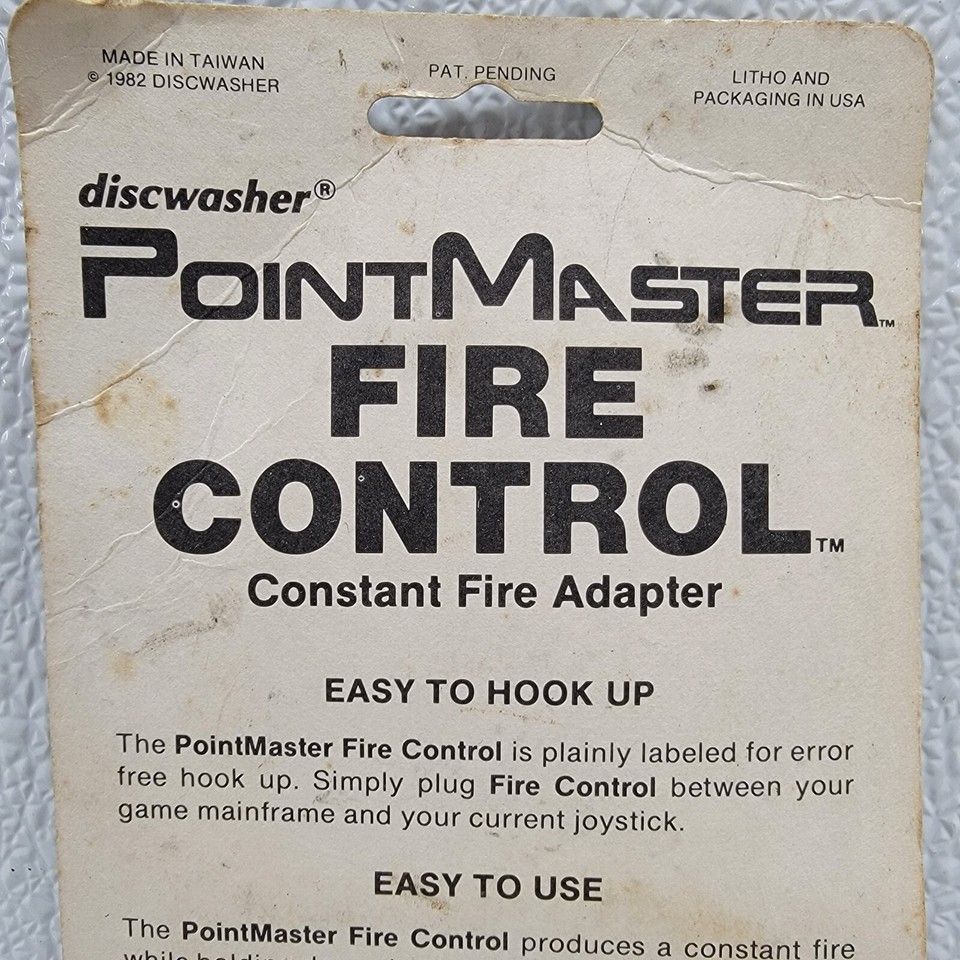 MADE IN TAIWAN
© 1982 DISCWASHER
PAT. PENDING
LITHO AND
PACKAGING IN USA
discwasher®
POINTMASTER™
FIRE
CONTROL™
Constant Fire Adapter
EASY TO HOOK UP
The PointMaster Fire Control is plainly labeled for error
free hook up. Simply plug Fire Control between your
game mainframe and your current joystick.
EASY TO USE
The PointMaster Fire Control produces a constant fire
while